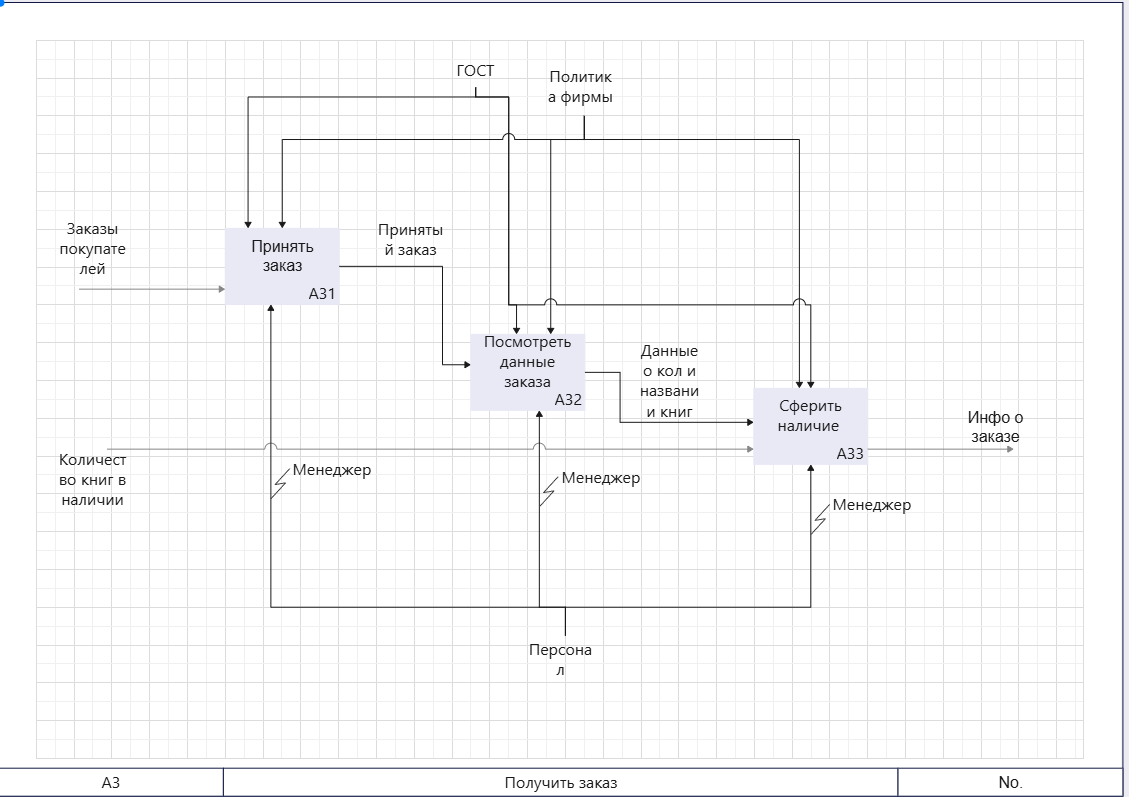 ГОСТ
Политик
а фирмы
Заказы
покупате
лей
Принять
заказ
A31
Приняты
й заказ
Посмотреть
данные
заказа
A32
Данные
о кол и
названи
и книг
Сферить
наличие
A33
Инфо о
заказе
Количест
во книг в
наличии
Менеджер
Менеджер
Менеджер
Персона
л
A3
Получить заказ
No.